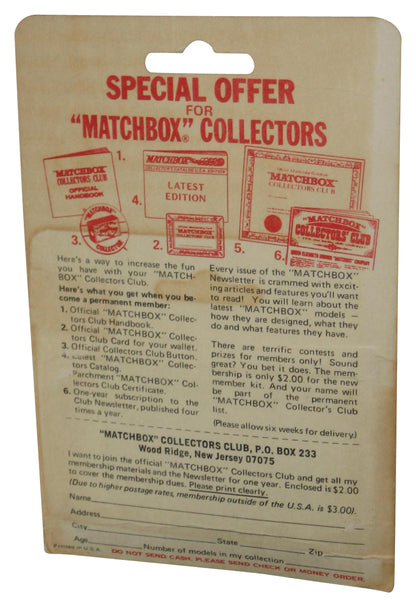 SPECIAL OFFER
FOR
"MATCHBOX"® COLLECTORS
1.
MATCHBOX
COLLECTORS CLUB
OFFICIAL
HANDBOOK
MATCHBOX
4.
LATEST
EDITION
MATCHBOX
COLLECTORS CLUB
3.
"MATCHBOX"
COLLECTOR
2.
5.
6.
"MATCHBOX"
COLLECTORS' CLUB
Here's a way to increase the fun
you have with your "MATCH-
BOX" Collectors Club.
Here's what you get when you be-
come a permanent member:
1. Official "MATCHBOX" Collec-
tors Club Handbook.
2. Official "MATCHBOX" Collec-
tors Club Card for your wallet.
3. Official Collectors Club Button.
4. Latest "MATCHBOX" Collec-
tors Catalog.
Parchment "MATCHBOX" Col-
lectors Club Certificate.
6. One-year subscription to the
Club Newsletter, published four
times a year.
Every issue of the "MATCHBOX"
Newsletter is crammed with excit-
ing articles and features you'll want
to read! You will learn about the
latest "MATCHBOX" models –
how they are designed, what they
do and what features they have.
There are terrific contests and
prizes for members only! Sound
great? You bet it does. The mem-
bership is only $2.00 for the new
member kit. And your name will
be part of the permanent
"MATCHBOX" Collector's Club
list.
(Please allow six weeks for delivery)
"MATCHBOX" COLLECTORS CLUB, P.O. BOX 233
Wood Ridge, New Jersey 07075
I want to join the official "MATCHBOX" Collectors Club and get all my
membership materials and the Newsletter for one year. Enclosed is $2.00
to cover the membership dues. Please print clearly.
(Due to higher postage rates, membership outside of the U.S.A. is $3.00).
Name
Address
City State Zip
Age Number of models in my collection
Printed in U.S.A.
DO NOT SEND CASH, PLEASE SEND CHECK OR MONEY ORDER.